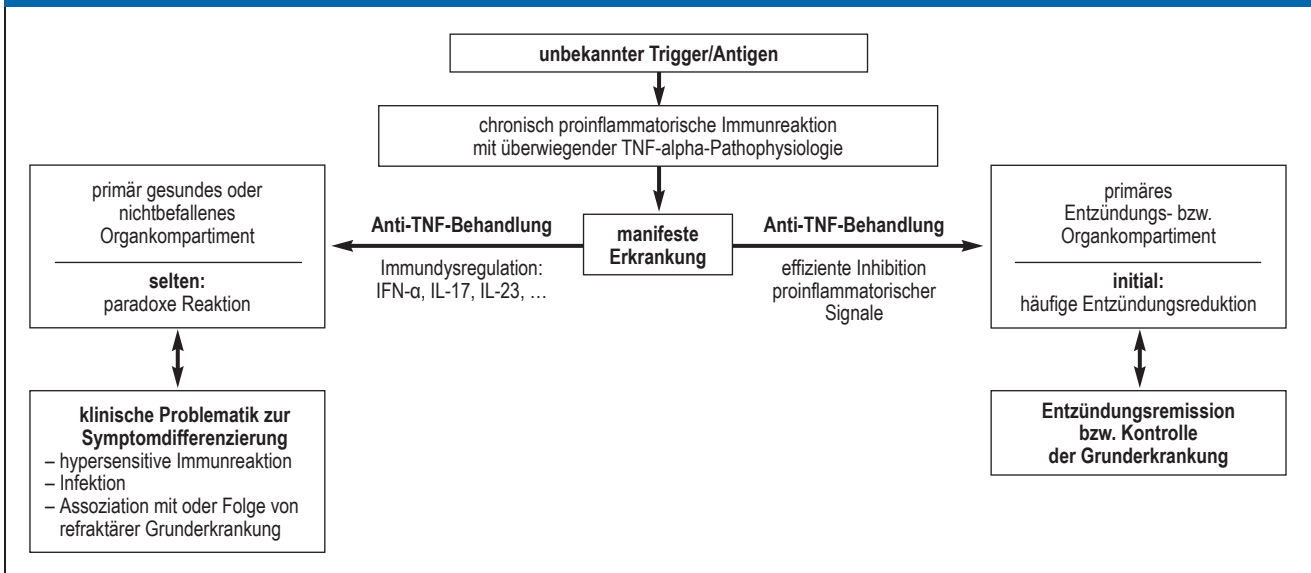 unbekannter Trigger/Antigen
chronisch proinflammatorische Immunreaktion
mit überwiegender TNF-alpha-Pathophysiologie
primär gesundes oder
nichtbefallenes
Organkompartiment
selten:
paradoxe Reaktion
Anti-TNF-Behandlung
Immundysregulation:
IFN-α, IL-17, IL-23, …
manifeste
Erkrankung
Anti-TNF-Behandlung
effiziente Inhibition
proinflammatorischer
Signale
primäres
Entzündungs- bzw.
Organkompartiment
initial:
häufige Entzündungsreduktion
klinische Problematik zur
Symptomdifferenzierung
– hypersensitive Immunreaktion
– Infektion
– Assoziation mit oder Folge von
refraktärer Grunderkrankung
Entzündungsremission
bzw. Kontrolle
der Grunderkrankung